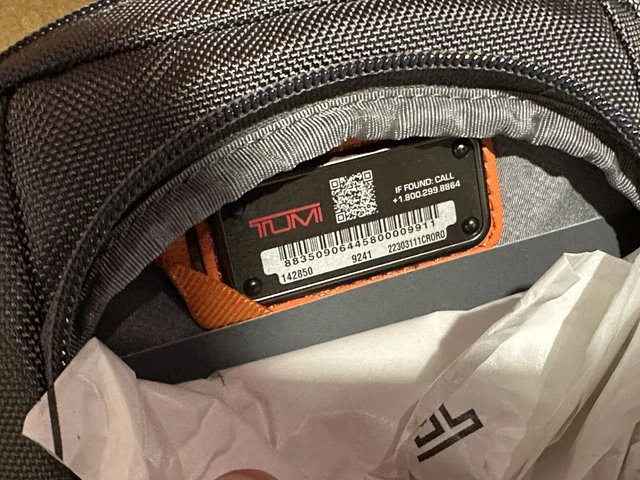 TUMI
IF FOUND: CALL
+1.800.299.8864
88350906445800009911
142850 9241 22303111CRORO